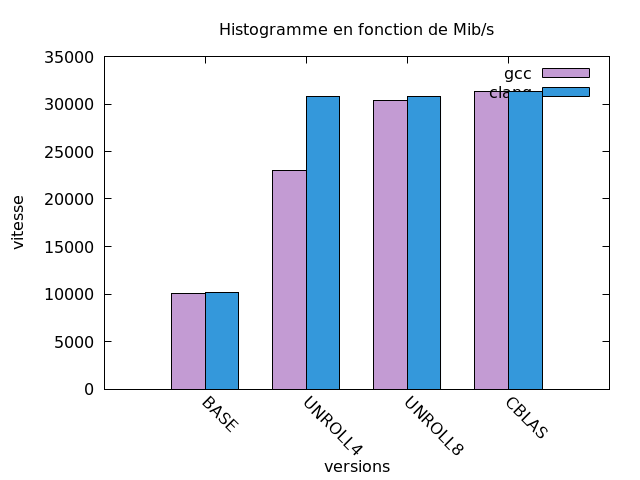 Histogramme en fonction de Mib/s
35000
30000
25000
20000
15000
10000
5000
0
vitesse
gcc
clang
BASE
UNROLL4
UNROLL8
CBLAS
versions